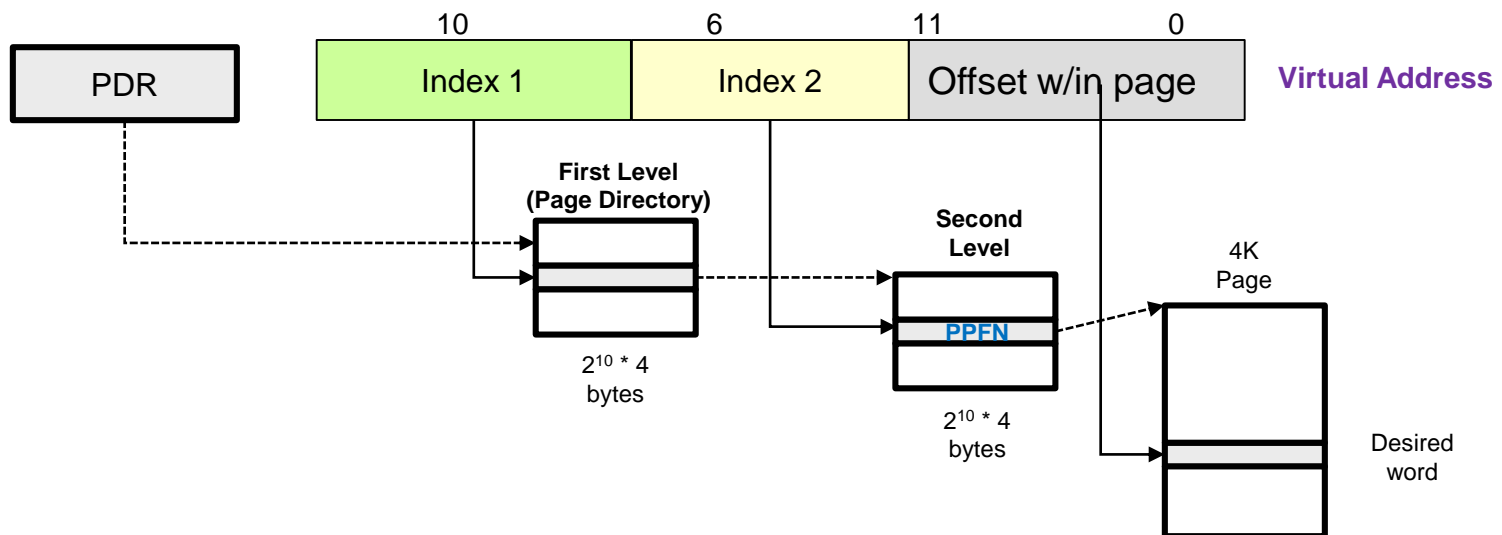 10 6 11 0
PDR
Index 1
Index 2
Offset w/in page
Virtual Address
First Level
(Page Directory)
2¹⁰ * 4
bytes
Second
Level
PPFN
2¹⁰ * 4
bytes
4K
Page
Desired
word